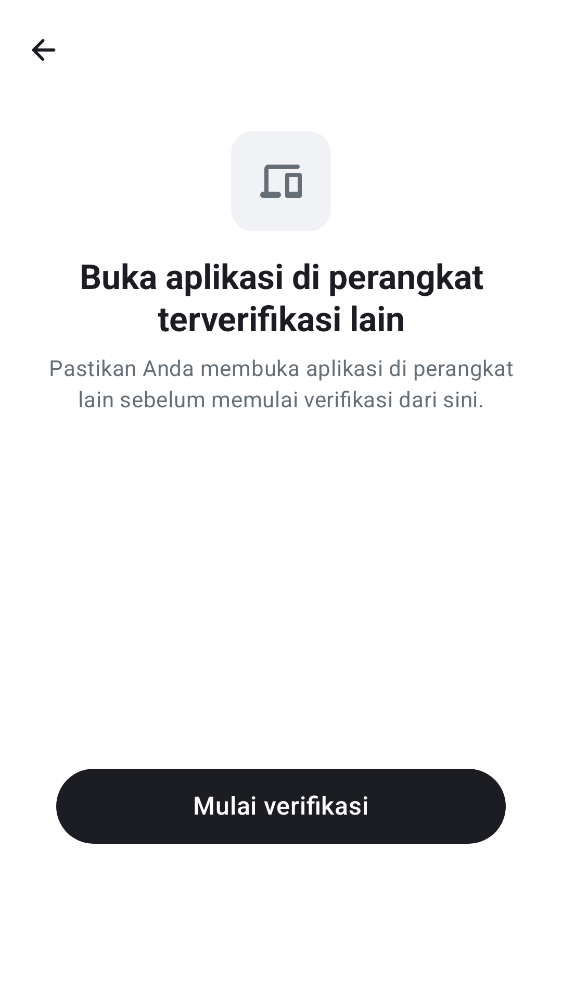 Buka aplikasi di perangkat
terverifikasi lain
Pastikan Anda membuka aplikasi di perangkat
lain sebelum memulai verifikasi dari sini.
Mulai verifikasi